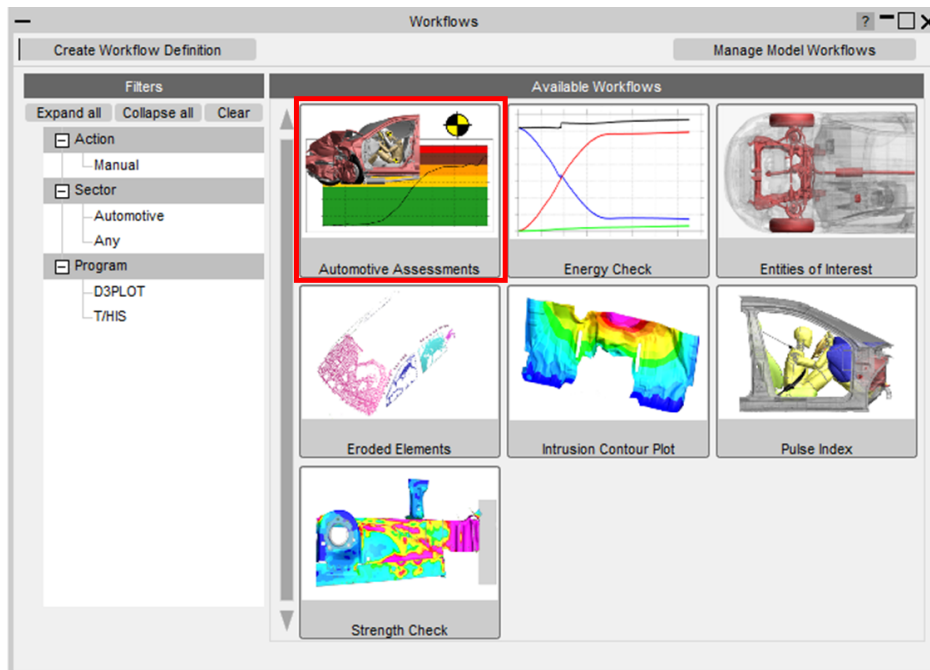 Workflows
?
Create Workflow Definition
Manage Model Workflows
Filters
Available Workflows
Expand all Collapse all Clear
Action
Manual
Sector
Automotive
Any
Program
D3PLOT
T/HIS
Automotive Assessments
Energy Check
Entities of Interest
Eroded Elements
Intrusion Contour Plot
Pulse Index
Strength Check